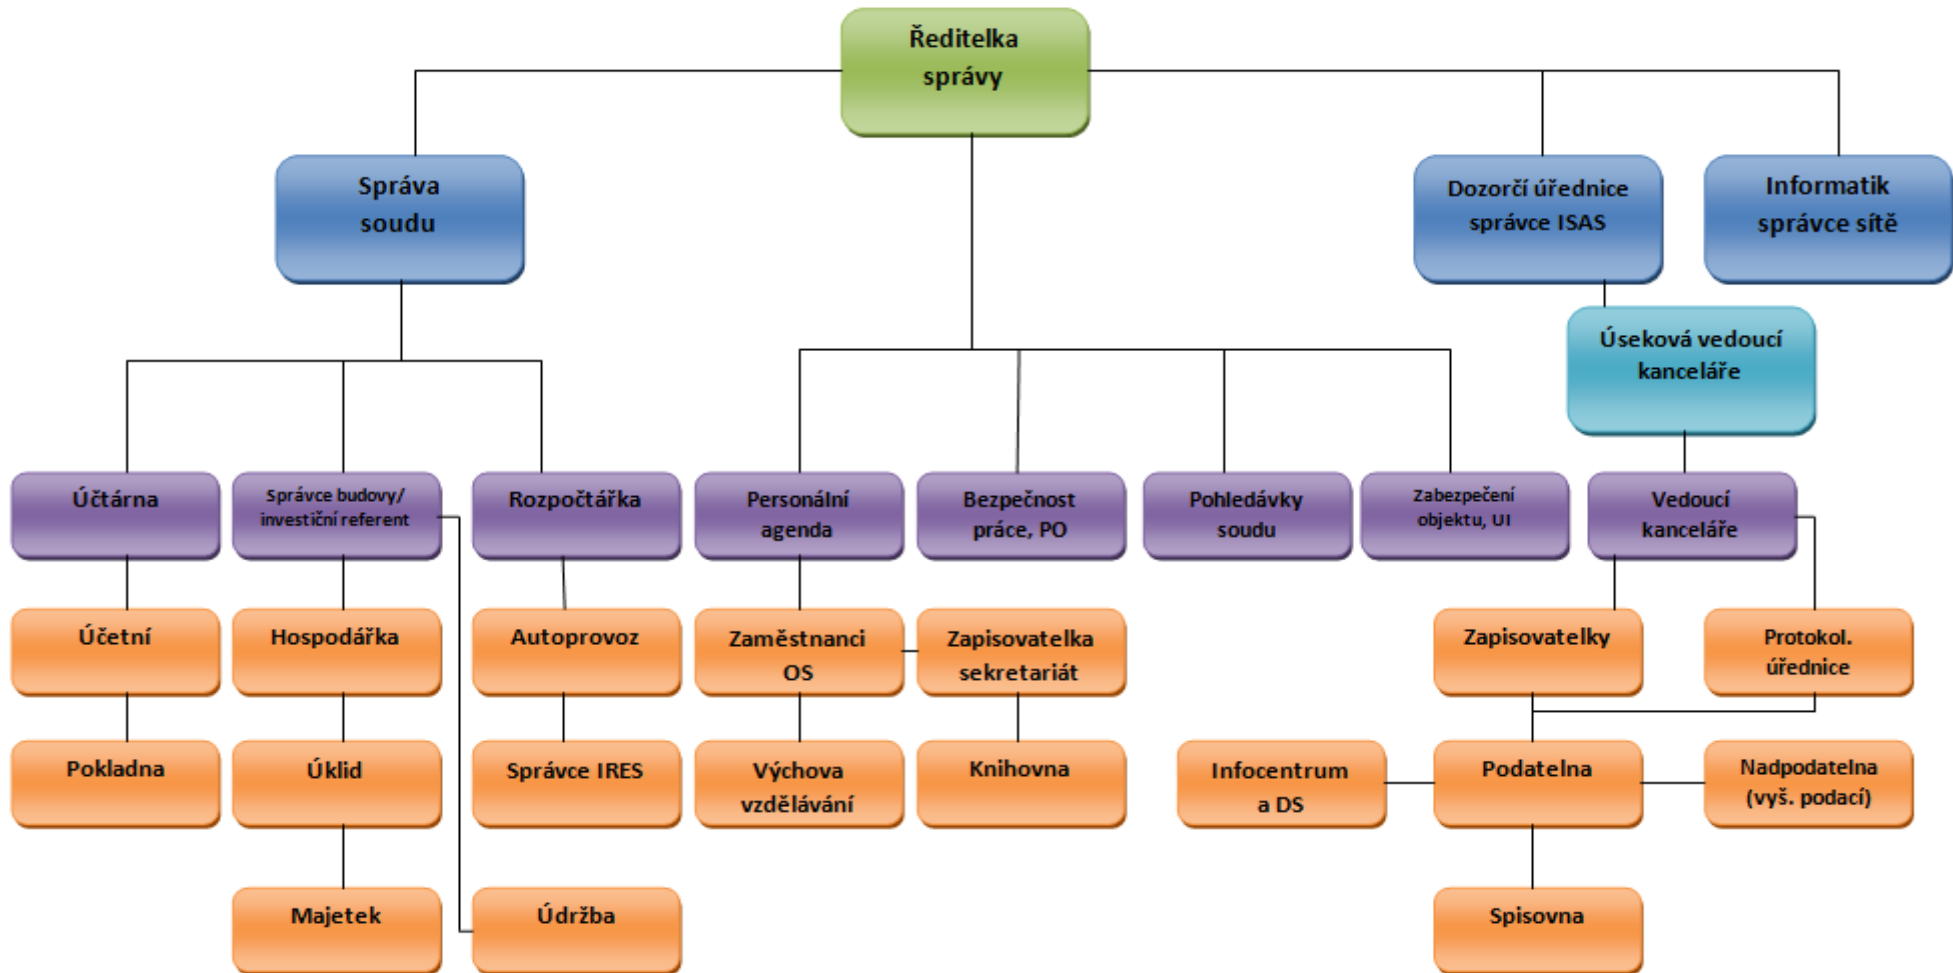 Ředitelka
správy
Správa
soudu
Dozorčí úřednice
správce ISAS
Informatik
správce sítě
Úseková vedoucí
kanceláře
Účtárna
Správce budovy/
investiční referent
Rozpočtářka
Personální
agenda
Bezpečnost
práce, PO
Pohledávky
soudu
Zabezpečení
objektu, UI
Vedoucí
kanceláře
Účetní
Hospodářka
Autoprovoz
Zaměstnanci
OS
Zapisovatelka
sekretariát
Zapisovatelky
Protokol.
úřednice
Pokladna
Úklid
Správce IRES
Výchova
vzdělávání
Knihovna
Infocentrum
a DS
Podatelna
Nadpodatelna
(vyš. podací)
Majetek
Údržba
Spisovna